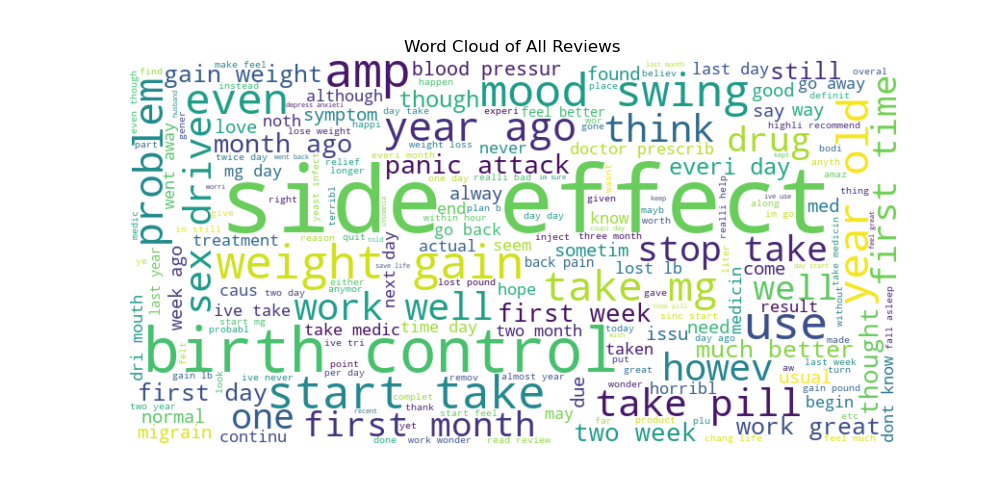 Word Cloud of All Reviews
make feel
find
gain weight
amp
blood pressur
found
last month
believ
last day
still
overal
go away
definit
even though
instead
even
although
happen
though
mood swing
place
good
say
way
day take
experi
feel better
depress anxieti
symptom
love
noth
happi
wor
gone
think
drug
highli recommend
kept
bodi
part
husband
gener
problem
went away
sex drive
month ago
lose weight
year ago
never
doctor prescrib
anyth
amaz
year old
first time
twice day
went back
relief
everi month
weight loss
panic attack
everi day
mg day
longer
one day
realli bad
im sure
wasnt
thing
worri
right
yeast infect
terribl
insomnia
side effect
alway
given
keep
mayb
worth
realli help
ive use
along
im go
med
feel great
medic
give
im still
end
plan b
within hour
day day
know
coupl day
go back
treatment
reason
quit
told
next day
actual
seem
inject
three month
sometim
stop take
liter
come
without
take medicin
ye
last year
week ago
caus
two day
weight gain
save life
back pain
lost lb
day start
well
either
anymor
lost pound
hope
gave
take mg
medicin
result
fall asleep
dri mouth
ive take
start mg
probabl
work well
first week
took pill
sinc start
issu
need
day ago
use
made
thought
dont know
felt
take medic
time day
two month
today
wish
taken
much better
ive tri
birth control
put
great
last week
turn
gain lb
look
ive never
point
per day
remov
almost year
due
howev
horribl
aw
usual
gain pound
first day
start take
wonder
take pill
begin
two year
normal
one
complet
recent
thank
start feel
may
far
product
plu
work great
etc
migrain
continu
first month
yet
done
work wonder
read review
two week
chang life
feel much